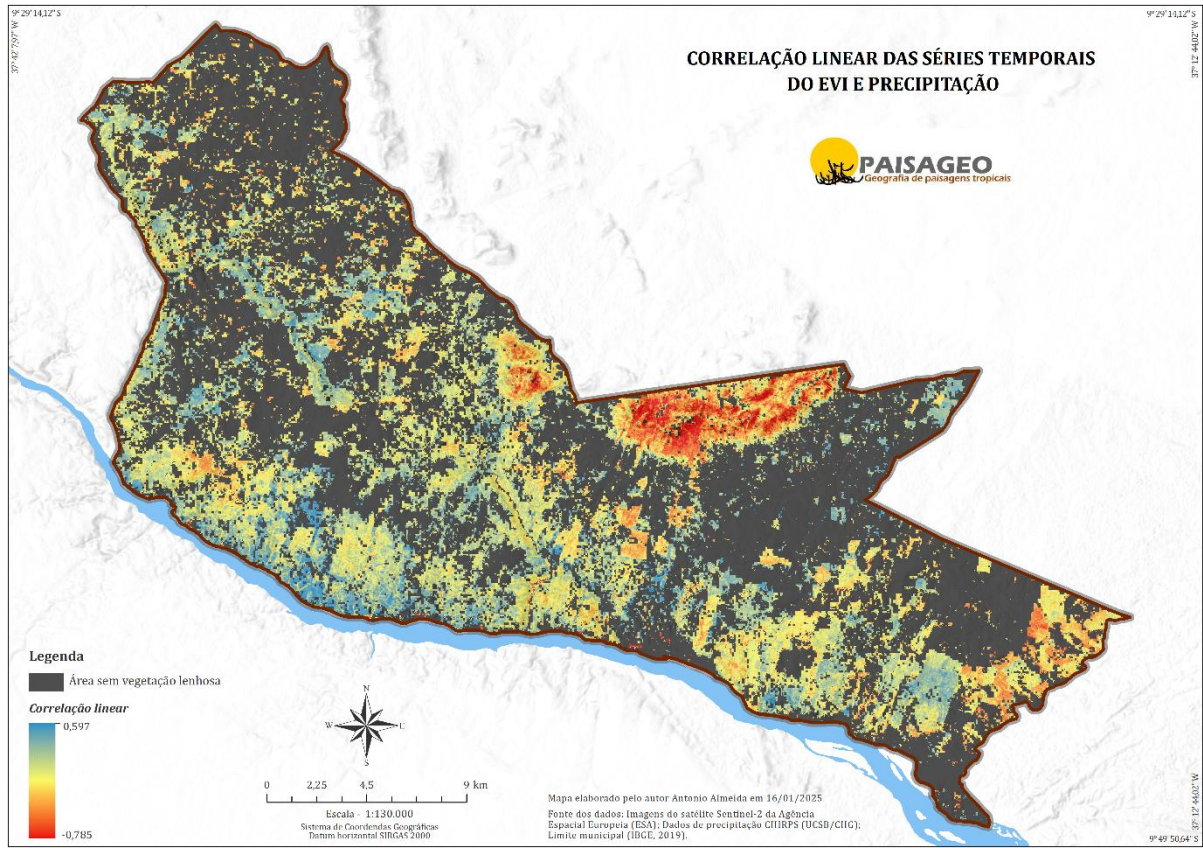 9° 29' 14,12" S
9° 29' 14,12" S
37° 42' 7,97" W
37° 12' 44,02" W
CORRELAÇÃO LINEAR DAS SÉRIES TEMPORAIS
DO EVI E PRECIPITAÇÃO
PAISAGEO
Geografia de paisagens tropicais
Legenda
Área sem vegetação lenhosa
Correlação linear
0,597
-0,785
N
W
E
S
0 2,25 4,5 9 km
Escala - 1:130.000
Sistema de Coordendas Geográficas
Datum horizontal SIRGAS 2000
Mapa elaborado pelo autor Antonio Almeida em 16/01/2025
Fonte dos dados: Imagens do satélite Sentinel-2 da Agência
Espacial Europeia (ESA); Dados de precipitação CHIRPS (UCSB/CHG);
Limite municipal (IBGE, 2019).
37° 12' 44,02" W
9° 49' 50,64" S